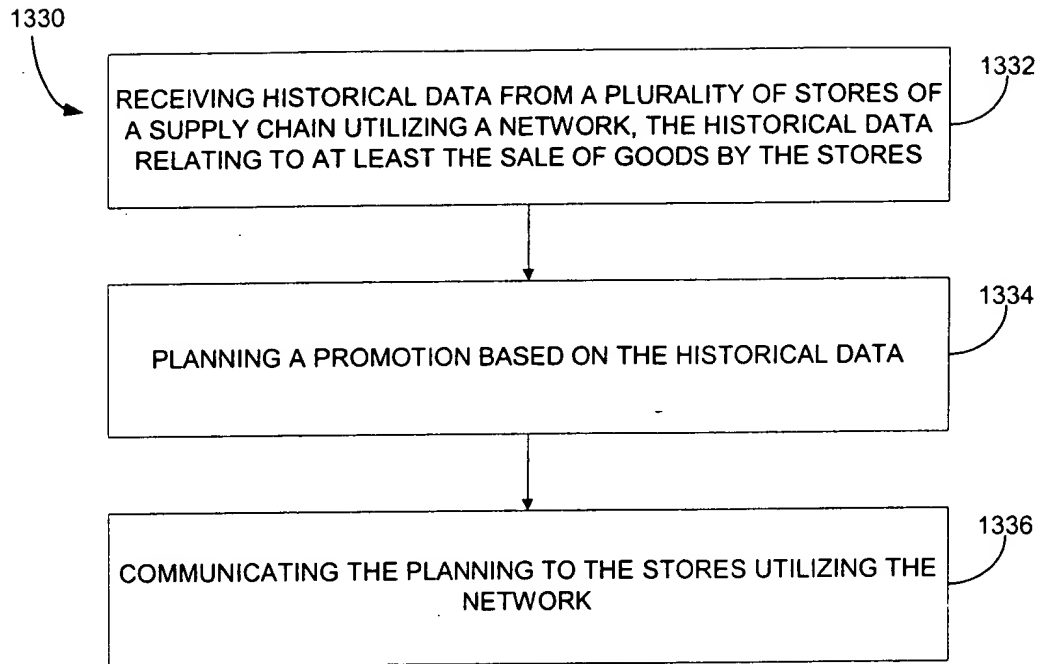 1330
1332
RECEIVING HISTORICAL DATA FROM A PLURALITY OF STORES OF
A SUPPLY CHAIN UTILIZING A NETWORK, THE HISTORICAL DATA
RELATING TO AT LEAST THE SALE OF GOODS BY THE STORES
1334
PLANNING A PROMOTION BASED ON THE HISTORICAL DATA
1336
COMMUNICATING THE PLANNING TO THE STORES UTILIZING THE
NETWORK